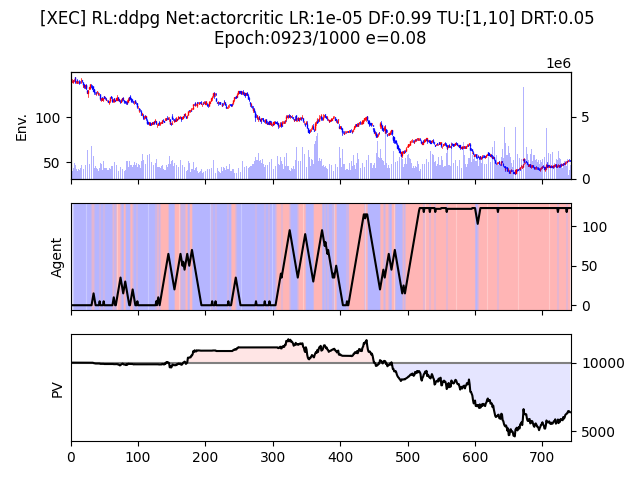 [XEC] RL:ddpg Net:actorcritic LR:1e-05 DF:0.99 TU:[1,10] DRT:0.05
Epoch:0923/1000 e=0.08
1e6
Env.
100
50
5
0
Agent
100
50
0
PV
10000
5000
0 100 200 300 400 500 600 700